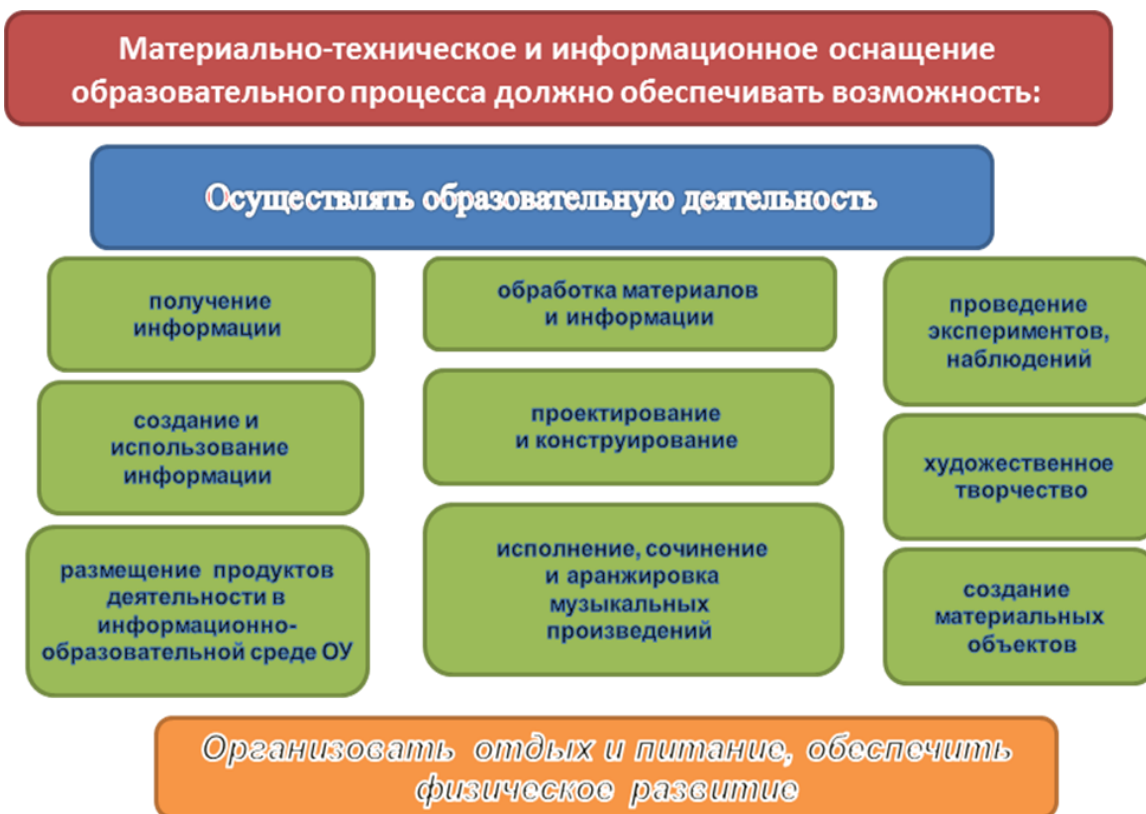 Материально-техническое и информационное оснащение
образовательного процесса должно обеспечивать возможность:
Осуществлять образовательную деятельность
получение
информации
создание и
использование
информации
размещение продуктов
деятельности в
информационно-
образовательной среде ОУ
обработка материалов
и информации
проектирование
и конструирование
исполнение, сочинение
и аранжировка
музыкальных
произведений
проведение
экспериментов,
наблюдений
художественное
творчество
создание
материальных
объектов
Организовать отдых и питание, обеспечить
физическое развитие